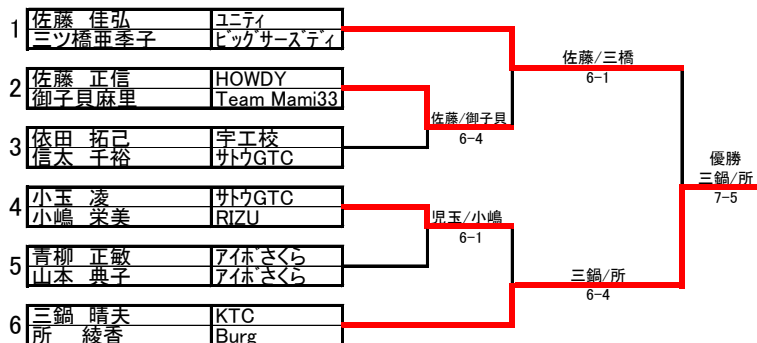 1 佐藤 佳弘 ユニティ
三ツ橋亜季子 ビッグサーズディ
2 佐藤 正信 HOWDY
御子貝麻里 Team Mami33
3 依田 拓己 宇工校
信太 千裕 サトウGTC
4 小玉 凌 サトウGTC
小嶋 栄美 RIZU
5 青柳 正敏 アイボさくら
山本 典子 アイボさくら
6 三鍋 晴夫 KTC
所 綾香 Burg
佐藤/御子貝
6-4
児玉/小嶋
6-1
佐藤/三橋
6-1
三鍋/所
6-4
優勝
三鍋/所
7-5